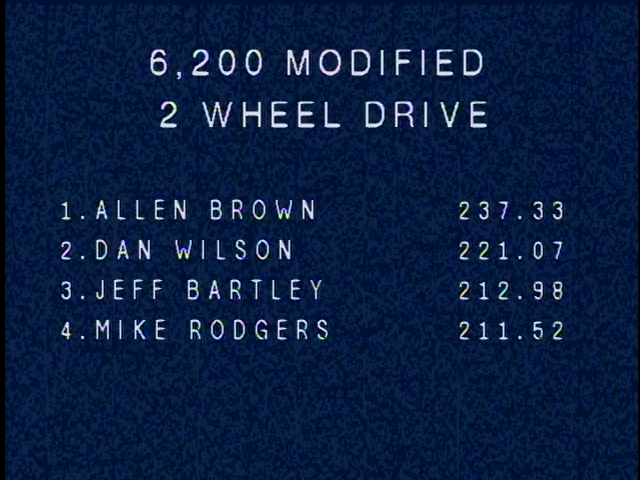 6,200 MODIFIED
2 WHEEL DRIVE
1.ALLEN BROWN 237.33
2.DAN WILSON 221.07
3.JEFF BARTLEY 212.98
4.MIKE RODGERS 211.52